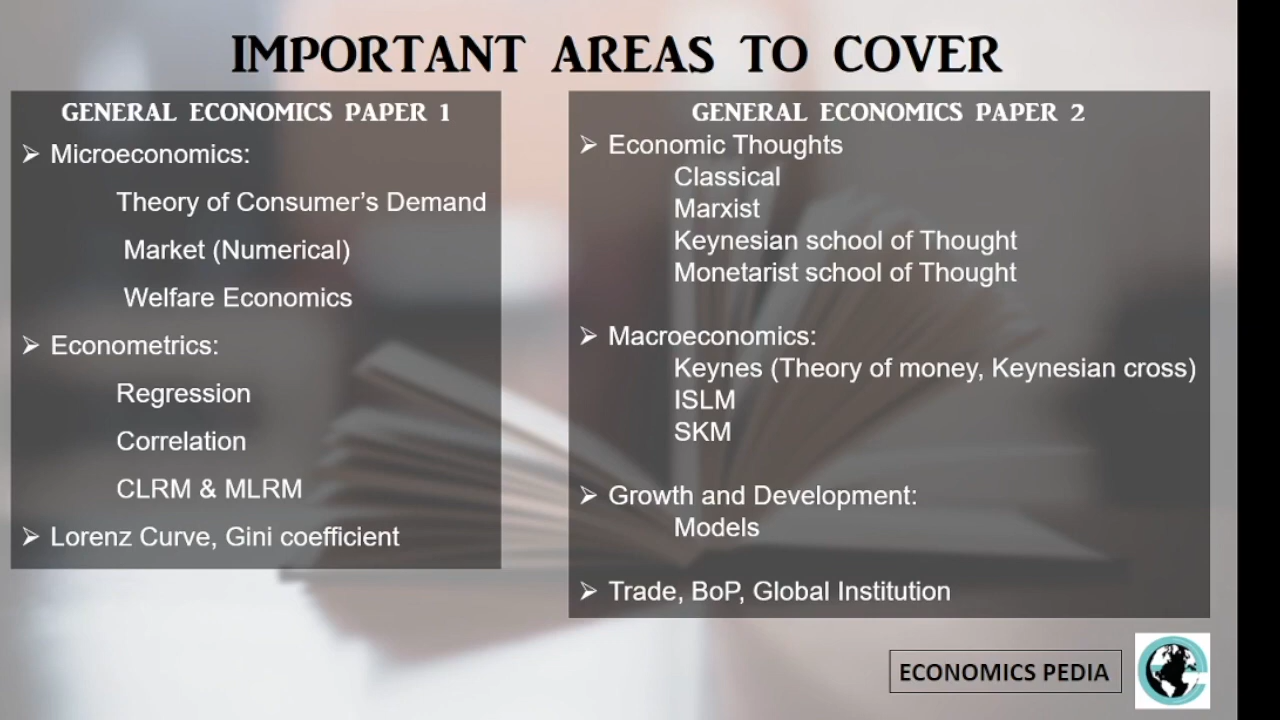 IMPORTANT AREAS TO COVER
GENERAL ECONOMICS PAPER 1
➢ Microeconomics:
Theory of Consumer’s Demand
Market (Numerical)
Welfare Economics
➢ Econometrics:
Regression
Correlation
CLRM & MLRM
➢ Lorenz Curve, Gini coefficient
GENERAL ECONOMICS PAPER 2
➢ Economic Thoughts
Classical
Marxist
Keynesian school of Thought
Monetarist school of Thought
➢ Macroeconomics:
Keynes (Theory of money, Keynesian cross)
ISLM
SKM
➢ Growth and Development:
Models
➢ Trade, BoP, Global Institution
ECONOMICS PEDIA